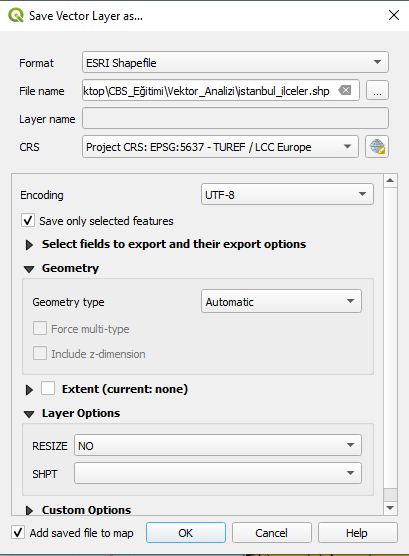 Save Vector Layer as...
Format ESRI Shapefile
File name ktop\CBS_Eğitimi\Vektor_Analizi\istanbul_ilceler.shp ...
Layer name
CRS Project CRS: EPSG:5637 - TUREF / LCC Europe
Encoding UTF-8
Save only selected features
Select fields to export and their export options
Geometry
Geometry type Automatic
Force multi-type
Include z-dimension
Extent (current: none)
Layer Options
RESIZE NO
SHPT
Custom Options
Add saved file to map OK Cancel Help